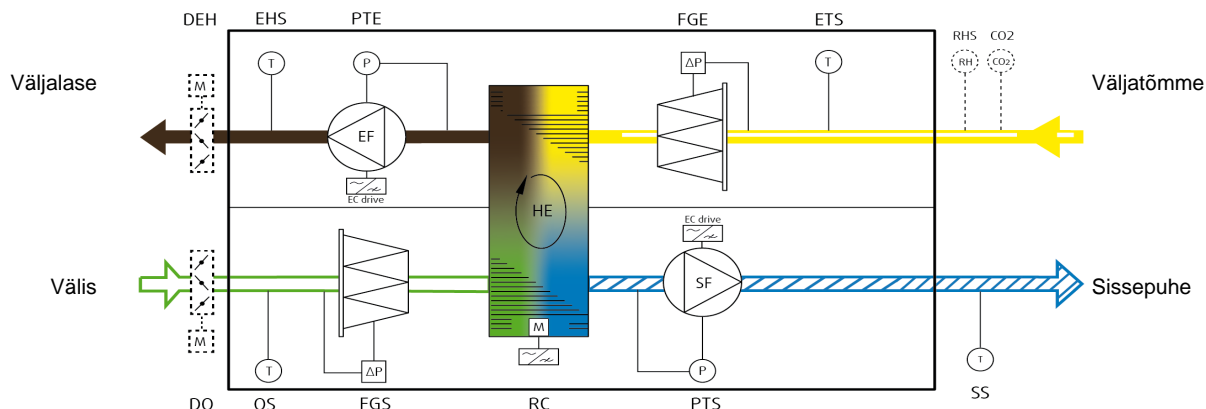 DEH EHS PTE FGE ETS RHS CO2
T P ΔP T RH CO2
Väljalase M Väljatõmme
EF
EC drive
HE
EC drive
Välis SF Sissepuhe
M M
T ΔP P T
DO OS FGS RC PTS SS